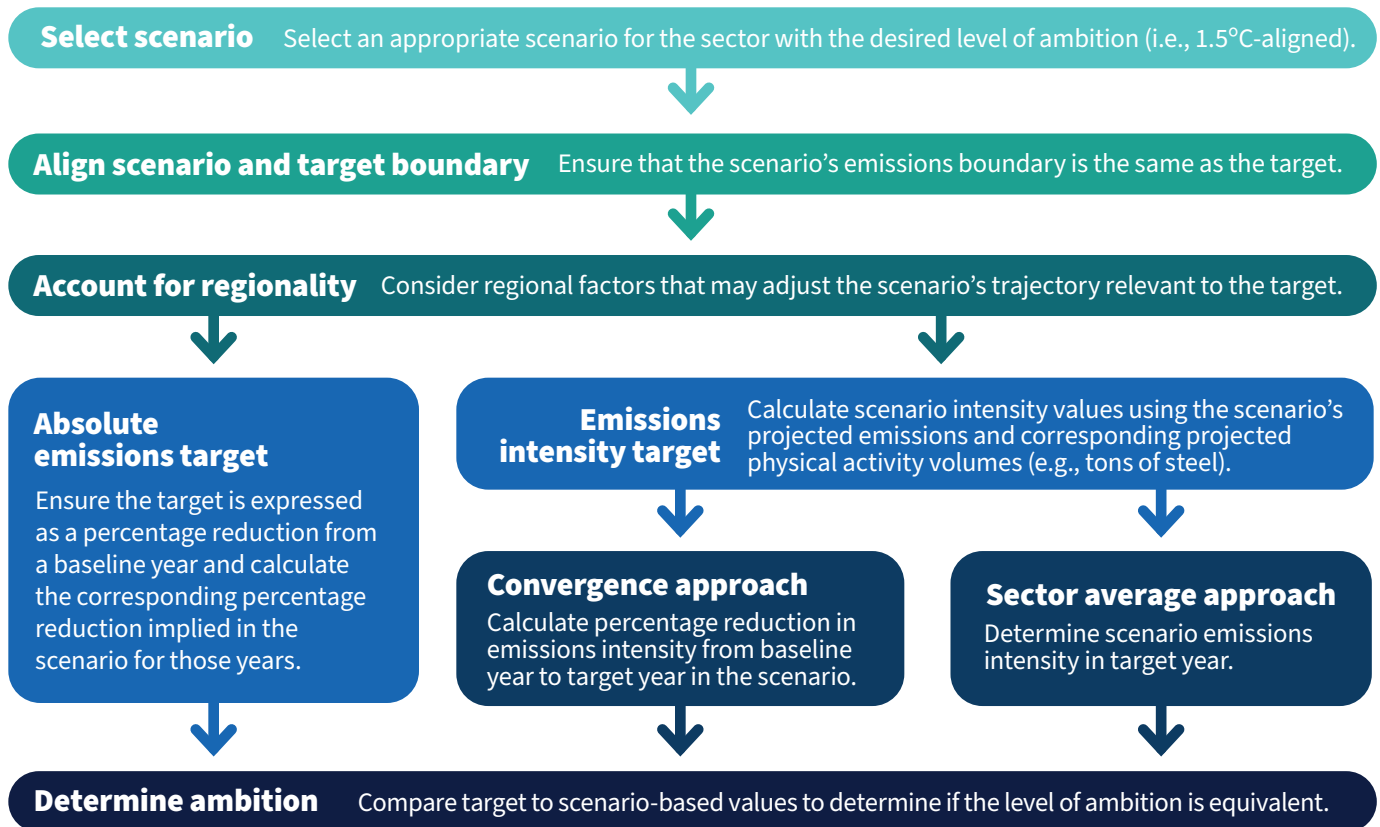 Select scenario Select an appropriate scenario for the sector with the desired level of ambition (i.e., 1.5°C-aligned).
Align scenario and target boundary Ensure that the scenario’s emissions boundary is the same as the target.
Account for regionality Consider regional factors that may adjust the scenario’s trajectory relevant to the target.
Absolute
emissions target
Ensure the target is expressed
as a percentage reduction from
a baseline year and calculate
the corresponding percentage
reduction implied in the
scenario for those years.
Emissions
intensity target
Calculate scenario intensity values using the scenario’s
projected emissions and corresponding projected
physical activity volumes (e.g., tons of steel).
Convergence approach
Calculate percentage reduction in
emissions intensity from baseline
year to target year in the scenario.
Sector average approach
Determine scenario emissions
intensity in target year.
Determine ambition Compare target to scenario-based values to determine if the level of ambition is equivalent.